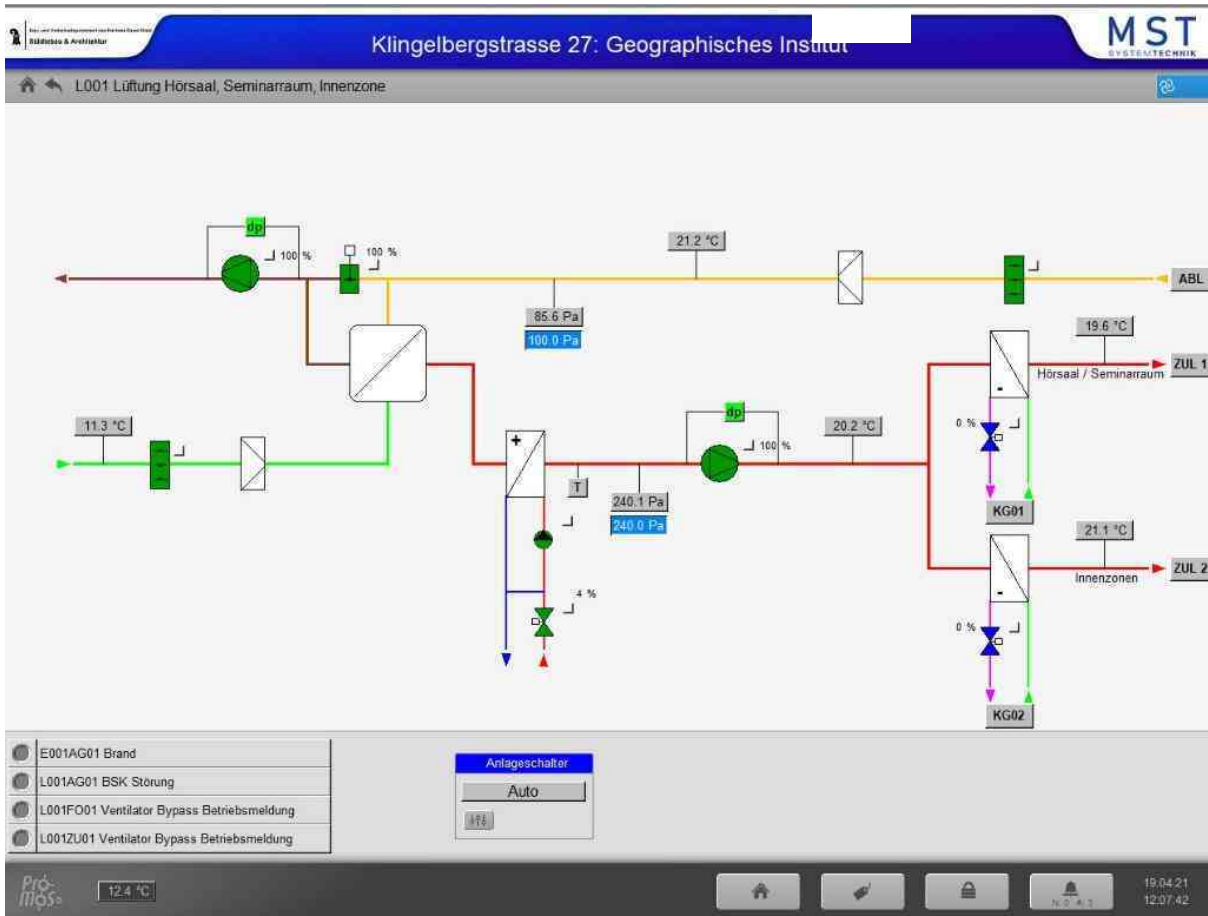 Städtebau & Architektur
Klingelbergstrasse 27: Geographisches Institut
MST
SYSTEMTECHNIK
L001 Lüftung Hörsaal, Seminarraum, Innenzone
dp
100 %
100 %
21.2 °C
ABL
85.6 Pa
100.0 Pa
19.6 °C
ZUL 1
Hörsaal / Seminarraum
11.3 °C
dp
100 %
20.2 °C
0 %
+
-
T
240.1 Pa
240.0 Pa
KG01
21.1 °C
ZUL 2
Innenzonen
4 %
-
0 %
KG02
E001AG01 Brand
L001AG01 BSK Störung
L001FO01 Ventilator Bypass Betriebsmeldung
L001ZU01 Ventilator Bypass Betriebsmeldung
Anlageschalter
Auto
Pro-
mos
12.4 °C
19.04.21
12:07:42